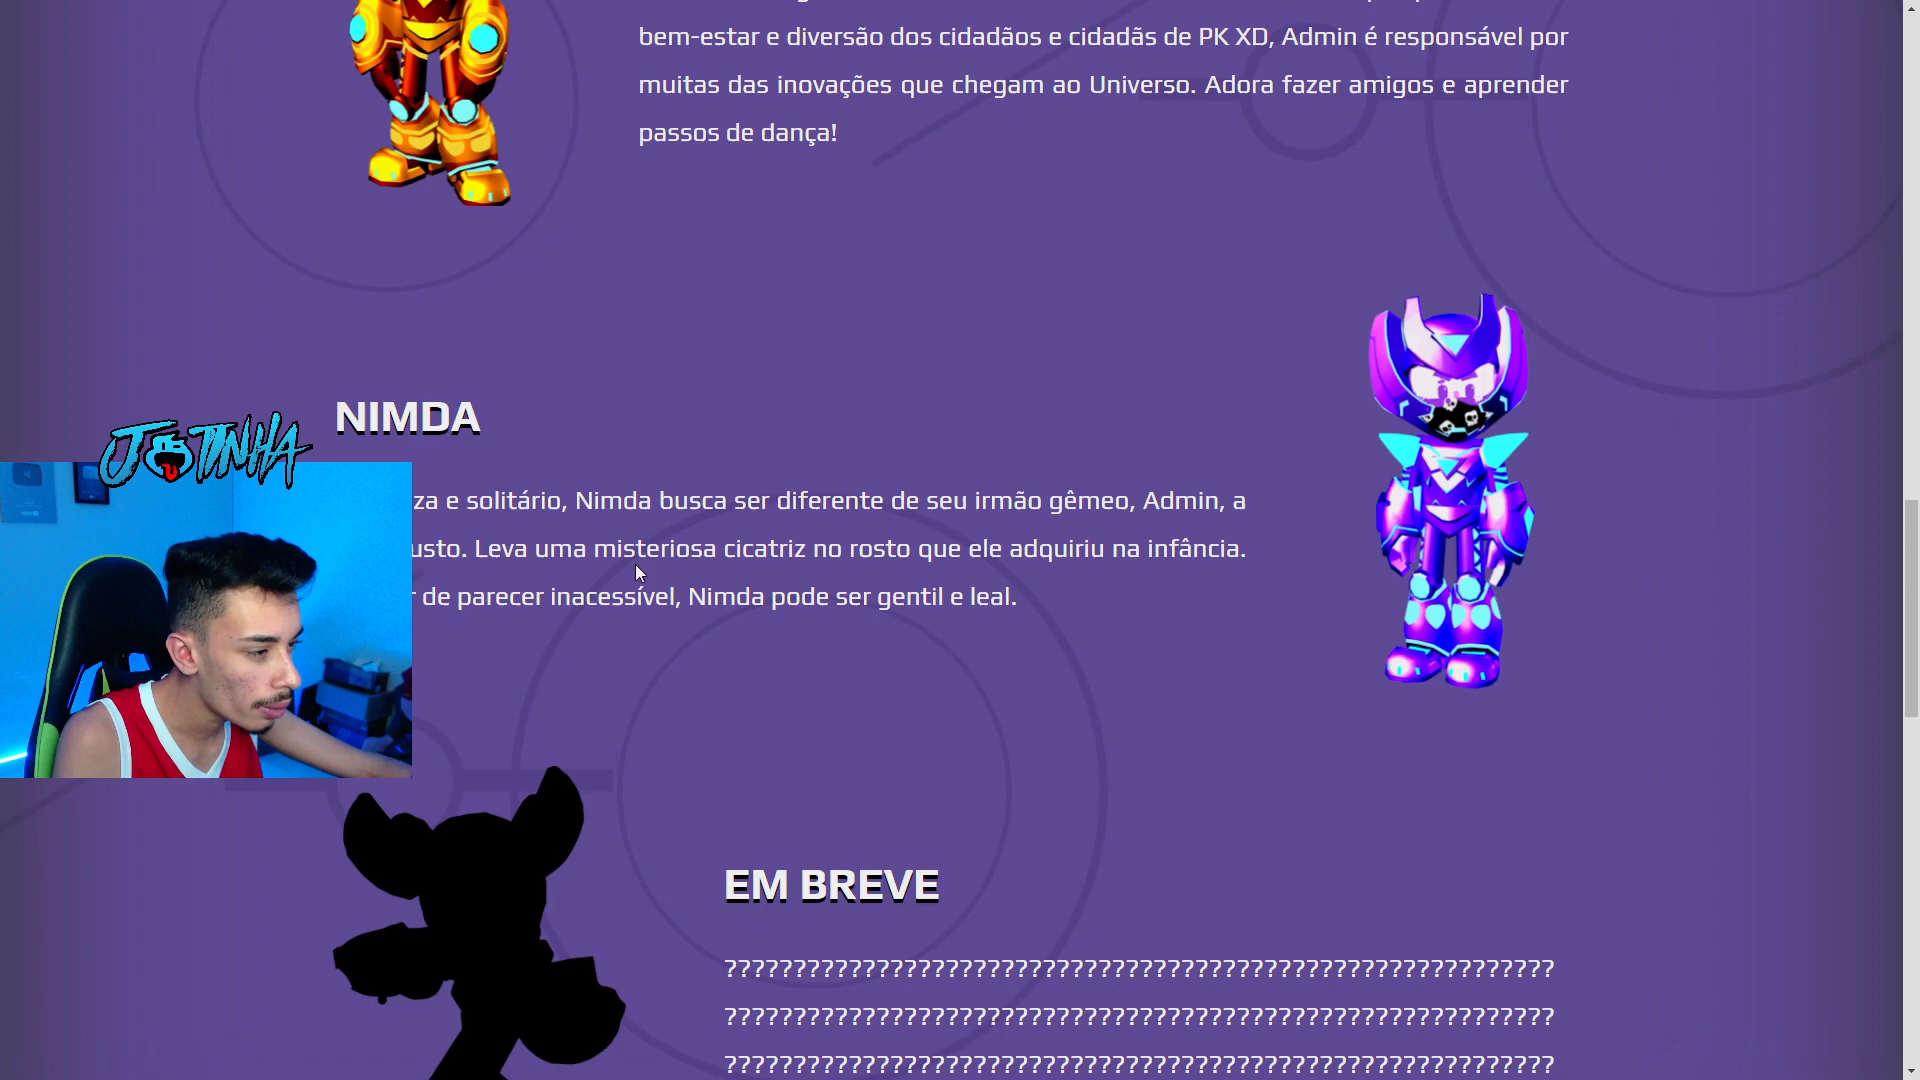 bem-estar e diversão dos cidadãos e cidadãs de PK XD, Admin é responsável por
muitas das inovações que chegam ao Universo. Adora fazer amigos e aprender
passos de dança!
NIMDA
JOTINHA
e solitário, Nimda busca ser diferente de seu irmão gêmeo, Admin, a
Leva uma misteriosa cicatriz no rosto que ele adquiriu na infância.
de parecer inacessível, Nimda pode ser gentil e leal.
EM BREVE
????????????????????????????????????????????????????????????
????????????????????????????????????????????????????????????
????????????????????????????????????????????????????????????